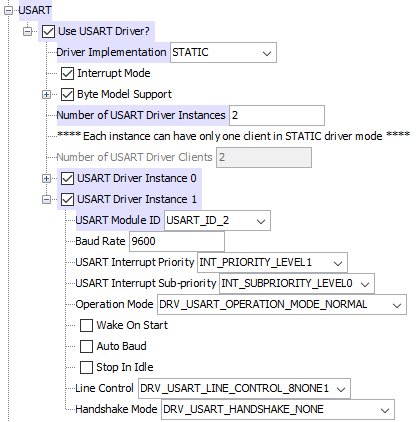 USART
Use USART Driver?
Driver Implementation STATIC
Interrupt Mode
Byte Model Support
Number of USART Driver Instances 2
**** Each instance can have only one client in STATIC driver mode ****
Number of USART Driver Clients 2
USART Driver Instance 0
USART Driver Instance 1
USART Module ID USART_ID_2
Baud Rate 9600
USART Interrupt Priority INT_PRIORITY_LEVEL1
USART Interrupt Sub-priority INT_SUBPRIORITY_LEVEL0
Operation Mode DRV_USART_OPERATION_MODE_NORMAL
Wake On Start
Auto Baud
Stop In Idle
Line Control DRV_USART_LINE_CONTROL_8NONE1
Handshake Mode DRV_USART_HANDSHAKE_NONE